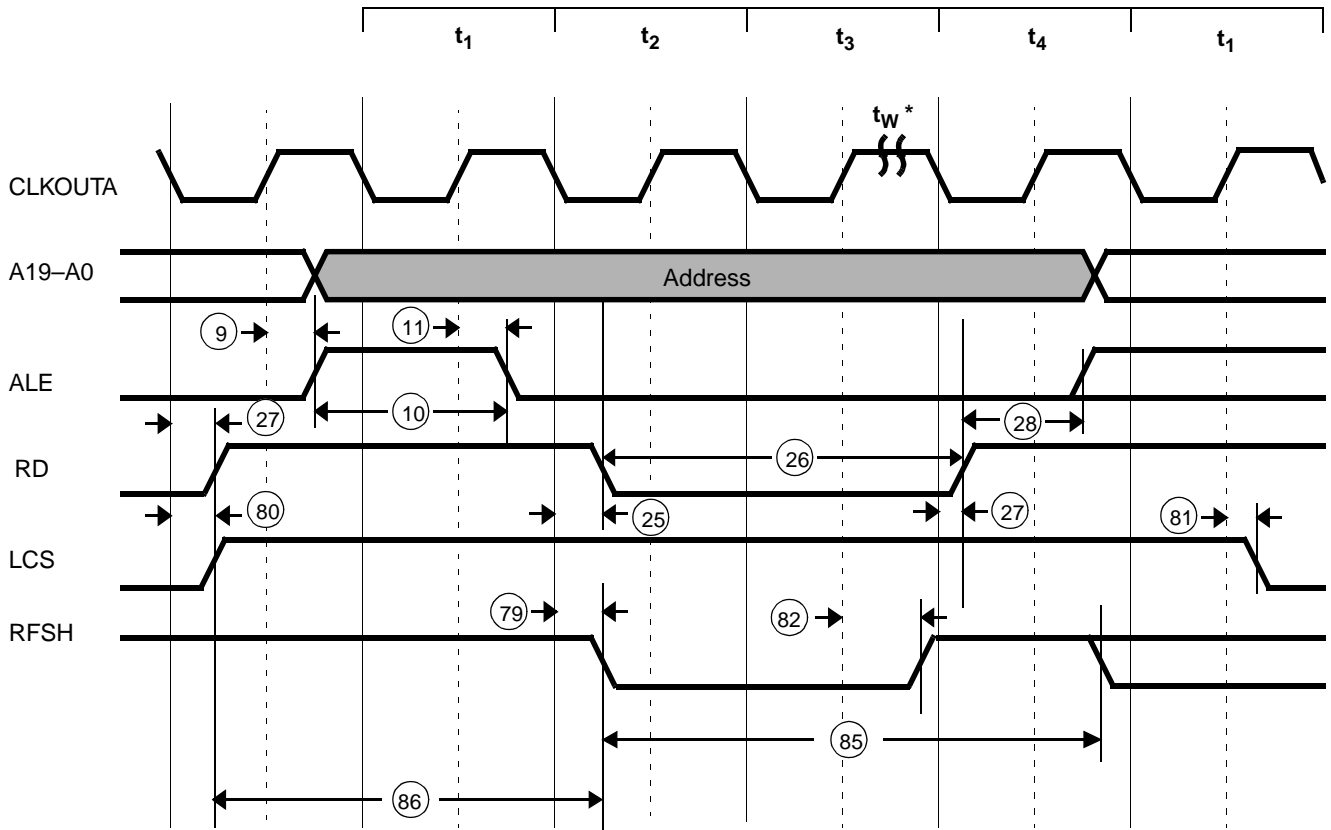 t1 t2 t3 t4 t1
tW *
CLKOUTA
A19–A0 Address
9 11
ALE
27 10 28
RD
26
80 25 27 81
LCS
79 82
RFSH
85
86